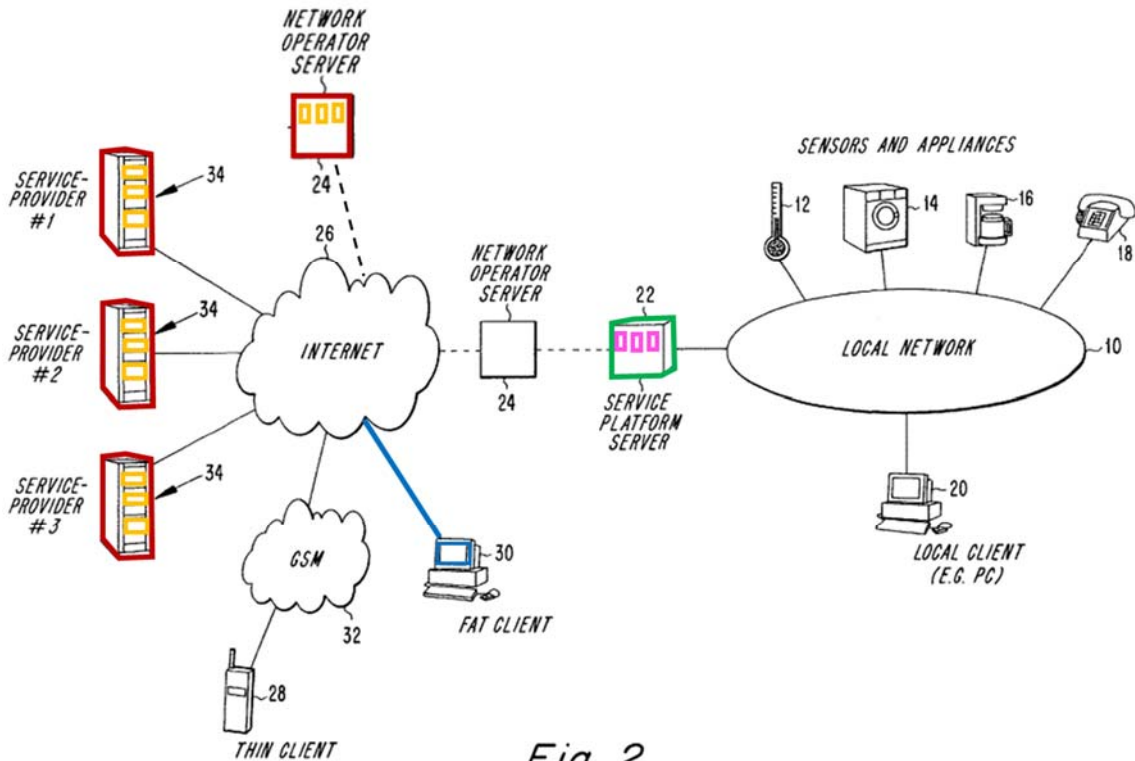 NETWORK
OPERATOR
SERVER
24
SERVICE-
PROVIDER
#1
34
SERVICE-
PROVIDER
#2
34
SERVICE-
PROVIDER
#3
34
26
INTERNET
NETWORK
OPERATOR
SERVER
24
22
SERVICE
PLATFORM
SERVER
SENSORS AND APPLIANCES
12
14
16
18
LOCAL NETWORK
10
20
LOCAL CLIENT
(E.G. PC)
GSM
32
30
FAT CLIENT
28
THIN CLIENT
Fig. 2